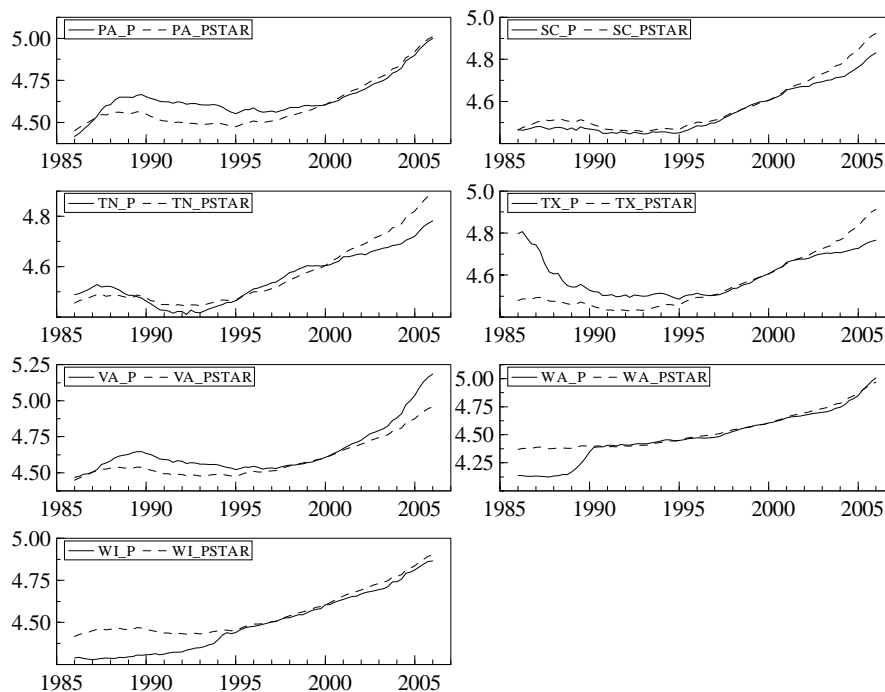 PA_P PA_PSTAR
5.00
4.75
4.50
1985 1990 1995 2000 2005
SC_P SC_PSTAR
5.0
4.8
4.6
1985 1990 1995 2000 2005
TN_P TN_PSTAR
4.8
4.6
1985 1990 1995 2000 2005
TX_P TX_PSTAR
5.0
4.8
4.6
1985 1990 1995 2000 2005
VA_P VA_PSTAR
5.25
5.00
4.75
4.50
1985 1990 1995 2000 2005
WA_P WA_PSTAR
5.00
4.75
4.50
4.25
1985 1990 1995 2000 2005
WI_P WI_PSTAR
5.00
4.50
1985 1990 1995 2000 2005